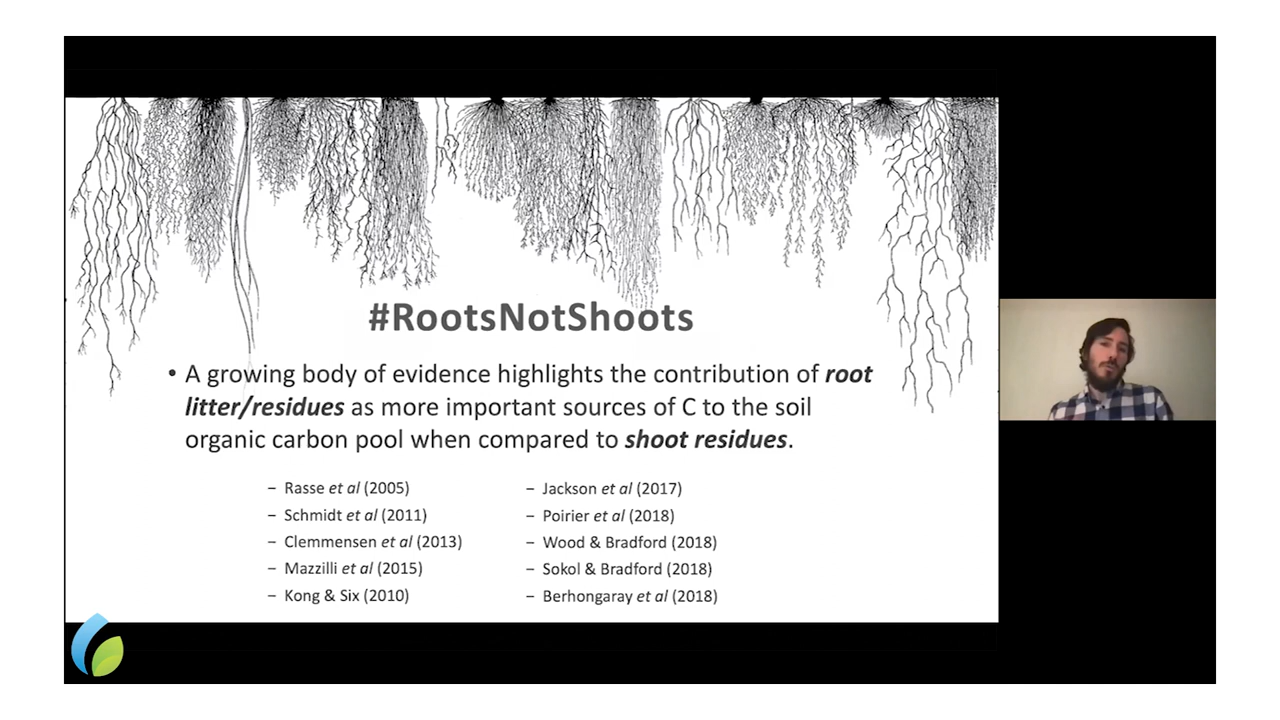 #RootsNotShoots
• A growing body of evidence highlights the contribution of root
litter/residues as more important sources of C to the soil
organic carbon pool when compared to shoot residues.
– Rasse et al (2005)
– Schmidt et al (2011)
– Clemmensen et al (2013)
– Mazzilli et al (2015)
– Kong & Six (2010)
– Jackson et al (2017)
– Poirier et al (2018)
– Wood & Bradford (2018)
– Sokol & Bradford (2018)
– Berhongaray et al (2018)